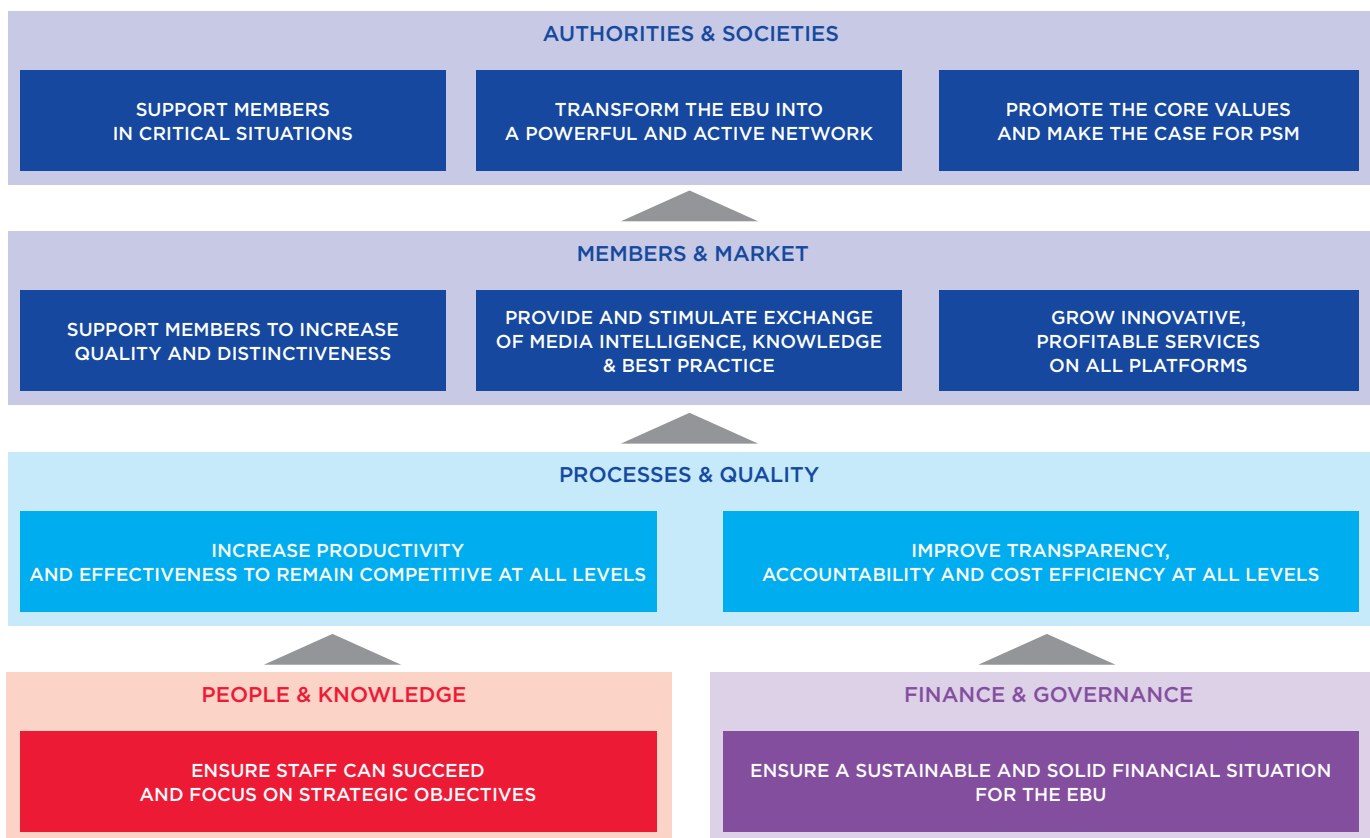 AUTHORITIES & SOCIETIES
SUPPORT MEMBERS
IN CRITICAL SITUATIONS
TRANSFORM THE EBU INTO
A POWERFUL AND ACTIVE NETWORK
PROMOTE THE CORE VALUES
AND MAKE THE CASE FOR PSM
MEMBERS & MARKET
SUPPORT MEMBERS TO INCREASE
QUALITY AND DISTINCTIVENESS
PROVIDE AND STIMULATE EXCHANGE
OF MEDIA INTELLIGENCE, KNOWLEDGE
& BEST PRACTICE
GROW INNOVATIVE,
PROFITABLE SERVICES
ON ALL PLATFORMS
PROCESSES & QUALITY
INCREASE PRODUCTIVITY
AND EFFECTIVENESS TO REMAIN COMPETITIVE AT ALL LEVELS
IMPROVE TRANSPARENCY,
ACCOUNTABILITY AND COST EFFICIENCY AT ALL LEVELS
PEOPLE & KNOWLEDGE
ENSURE STAFF CAN SUCCEED
AND FOCUS ON STRATEGIC OBJECTIVES
FINANCE & GOVERNANCE
ENSURE A SUSTAINABLE AND SOLID FINANCIAL SITUATION
FOR THE EBU